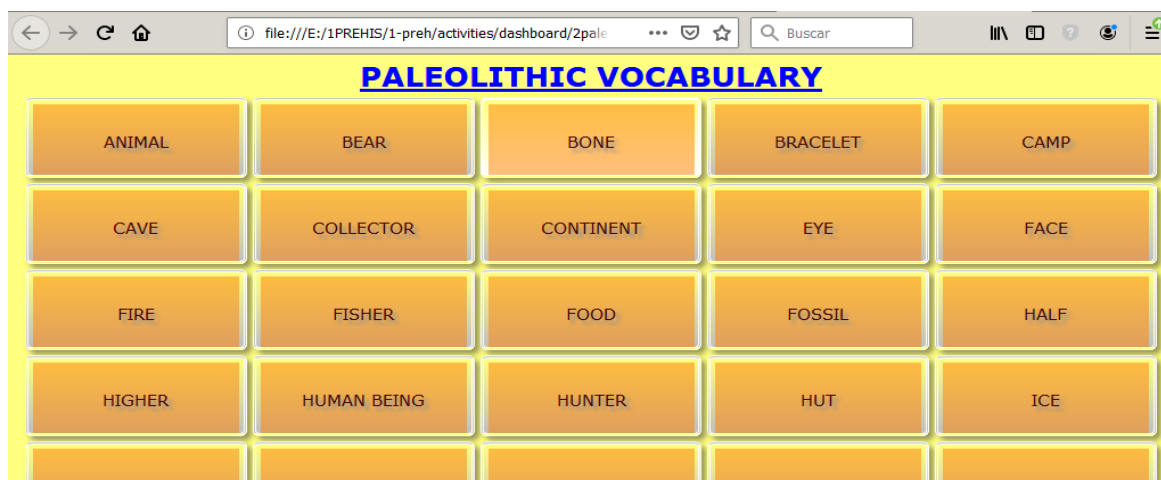 file:///E:/1PREHIS/1-preh/activities/dashboard/2pale
Buscar
PALEOLITHIC VOCABULARY
ANIMAL BEAR BONE BRACELET CAMP
CAVE COLLECTOR CONTINENT EYE FACE
FIRE FISHER FOOD FOSSIL HALF
HIGHER HUMAN BEING HUNTER HUT ICE